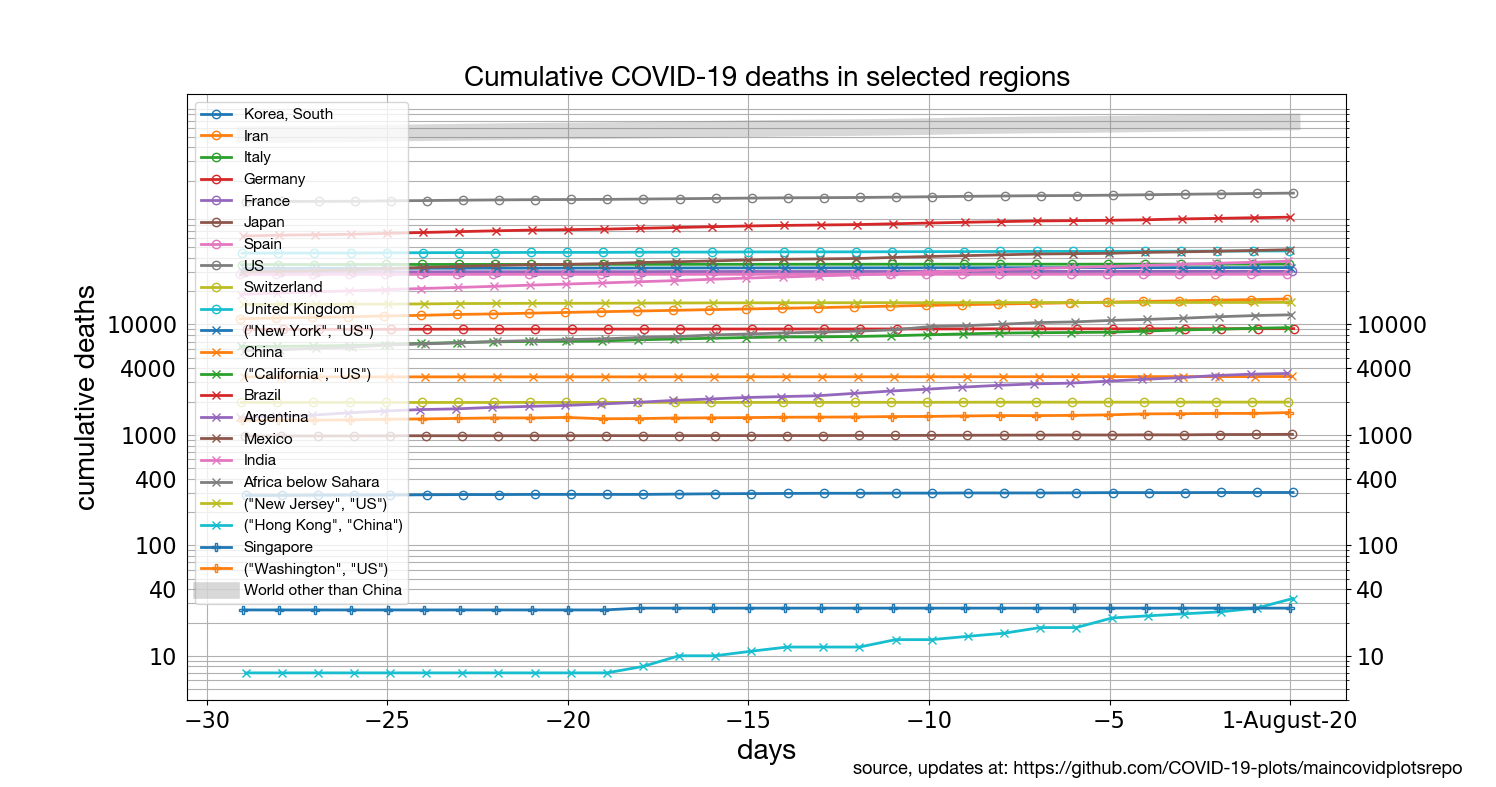 Cumulative COVID-19 deaths in selected regions
Korea, South
Iran
Italy
Germany
France
Japan
Spain
US
Switzerland
United Kingdom
("New York", "US")
China
("California", "US")
Brazil
Argentina
Mexico
India
Africa below Sahara
("New Jersey", "US")
("Hong Kong", "China")
Singapore
("Washington", "US")
World other than China
cumulative deaths
10000
4000
1000
400
100
40
10
10000
4000
1000
400
100
40
10
−30
−25
−20
−15
−10
−5
1-August-20
days
source, updates at: https://github.com/COVID-19-plots/maincovidplotsrepo